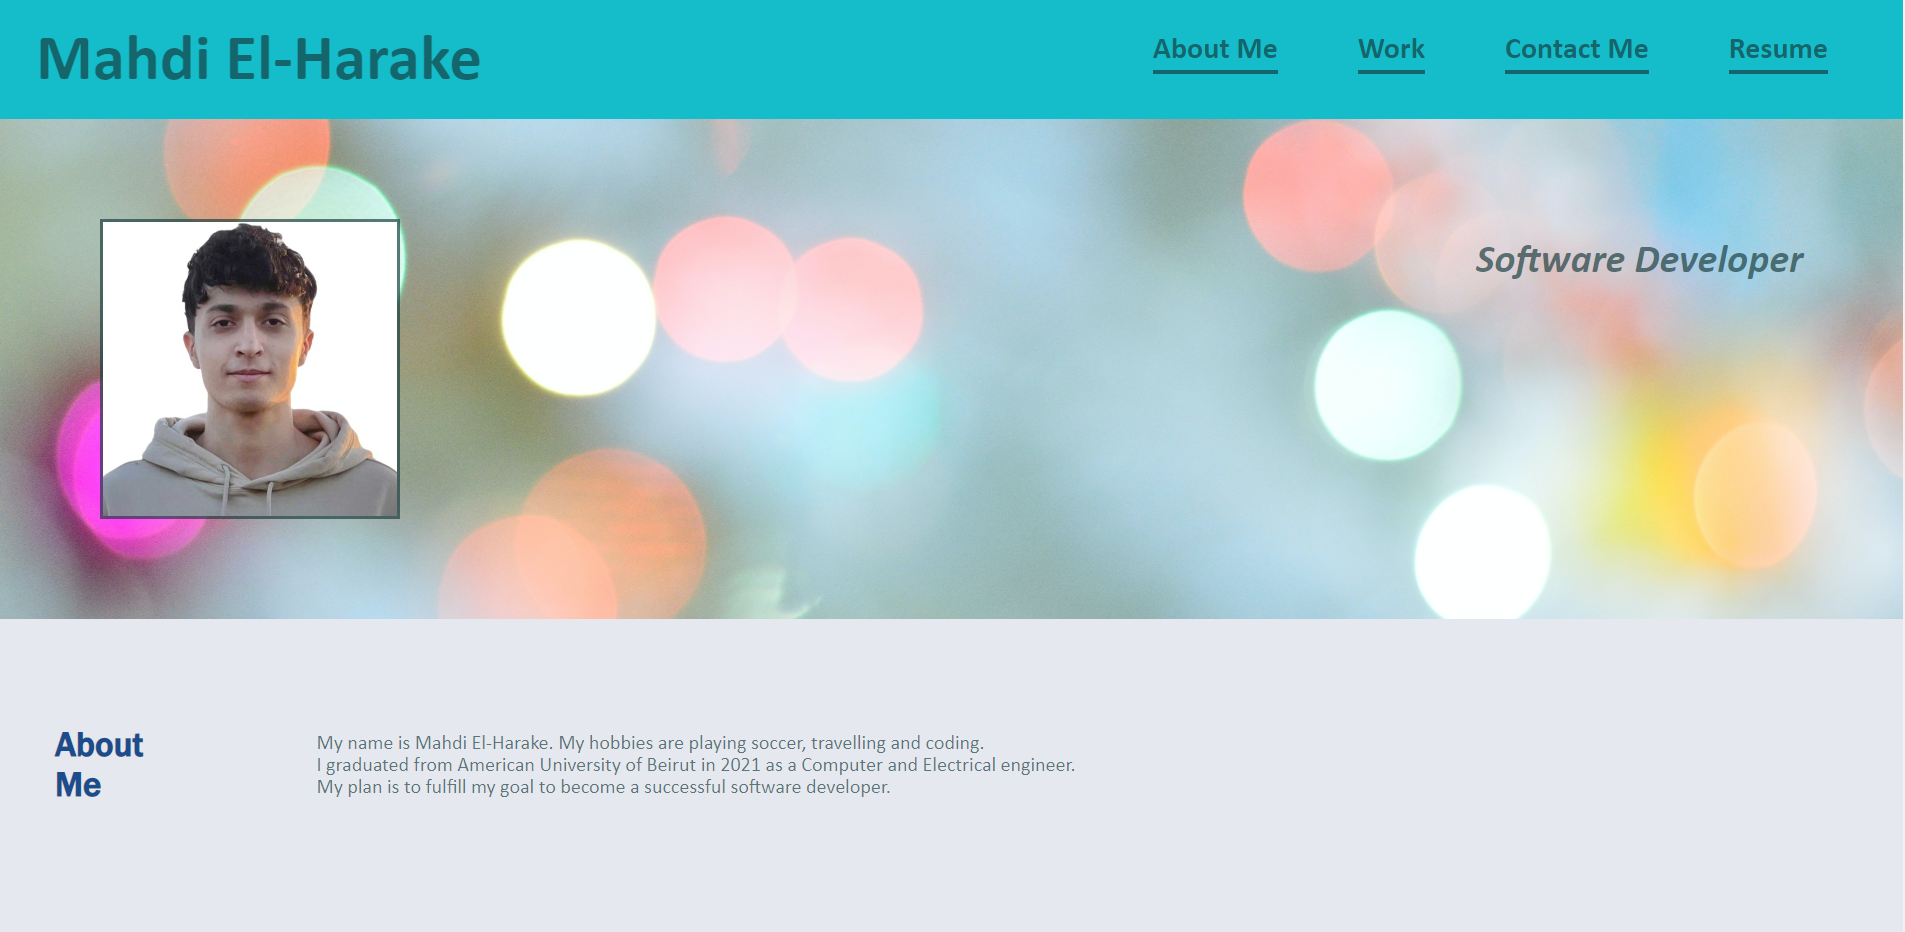 Mahdi El-Harake
About Me Work Contact Me Resume
Software Developer
About
Me
My name is Mahdi El-Harake. My hobbies are playing soccer, travelling and coding.
I graduated from American University of Beirut in 2021 as a Computer and Electrical engineer.
My plan is to fulfill my goal to become a successful software developer.